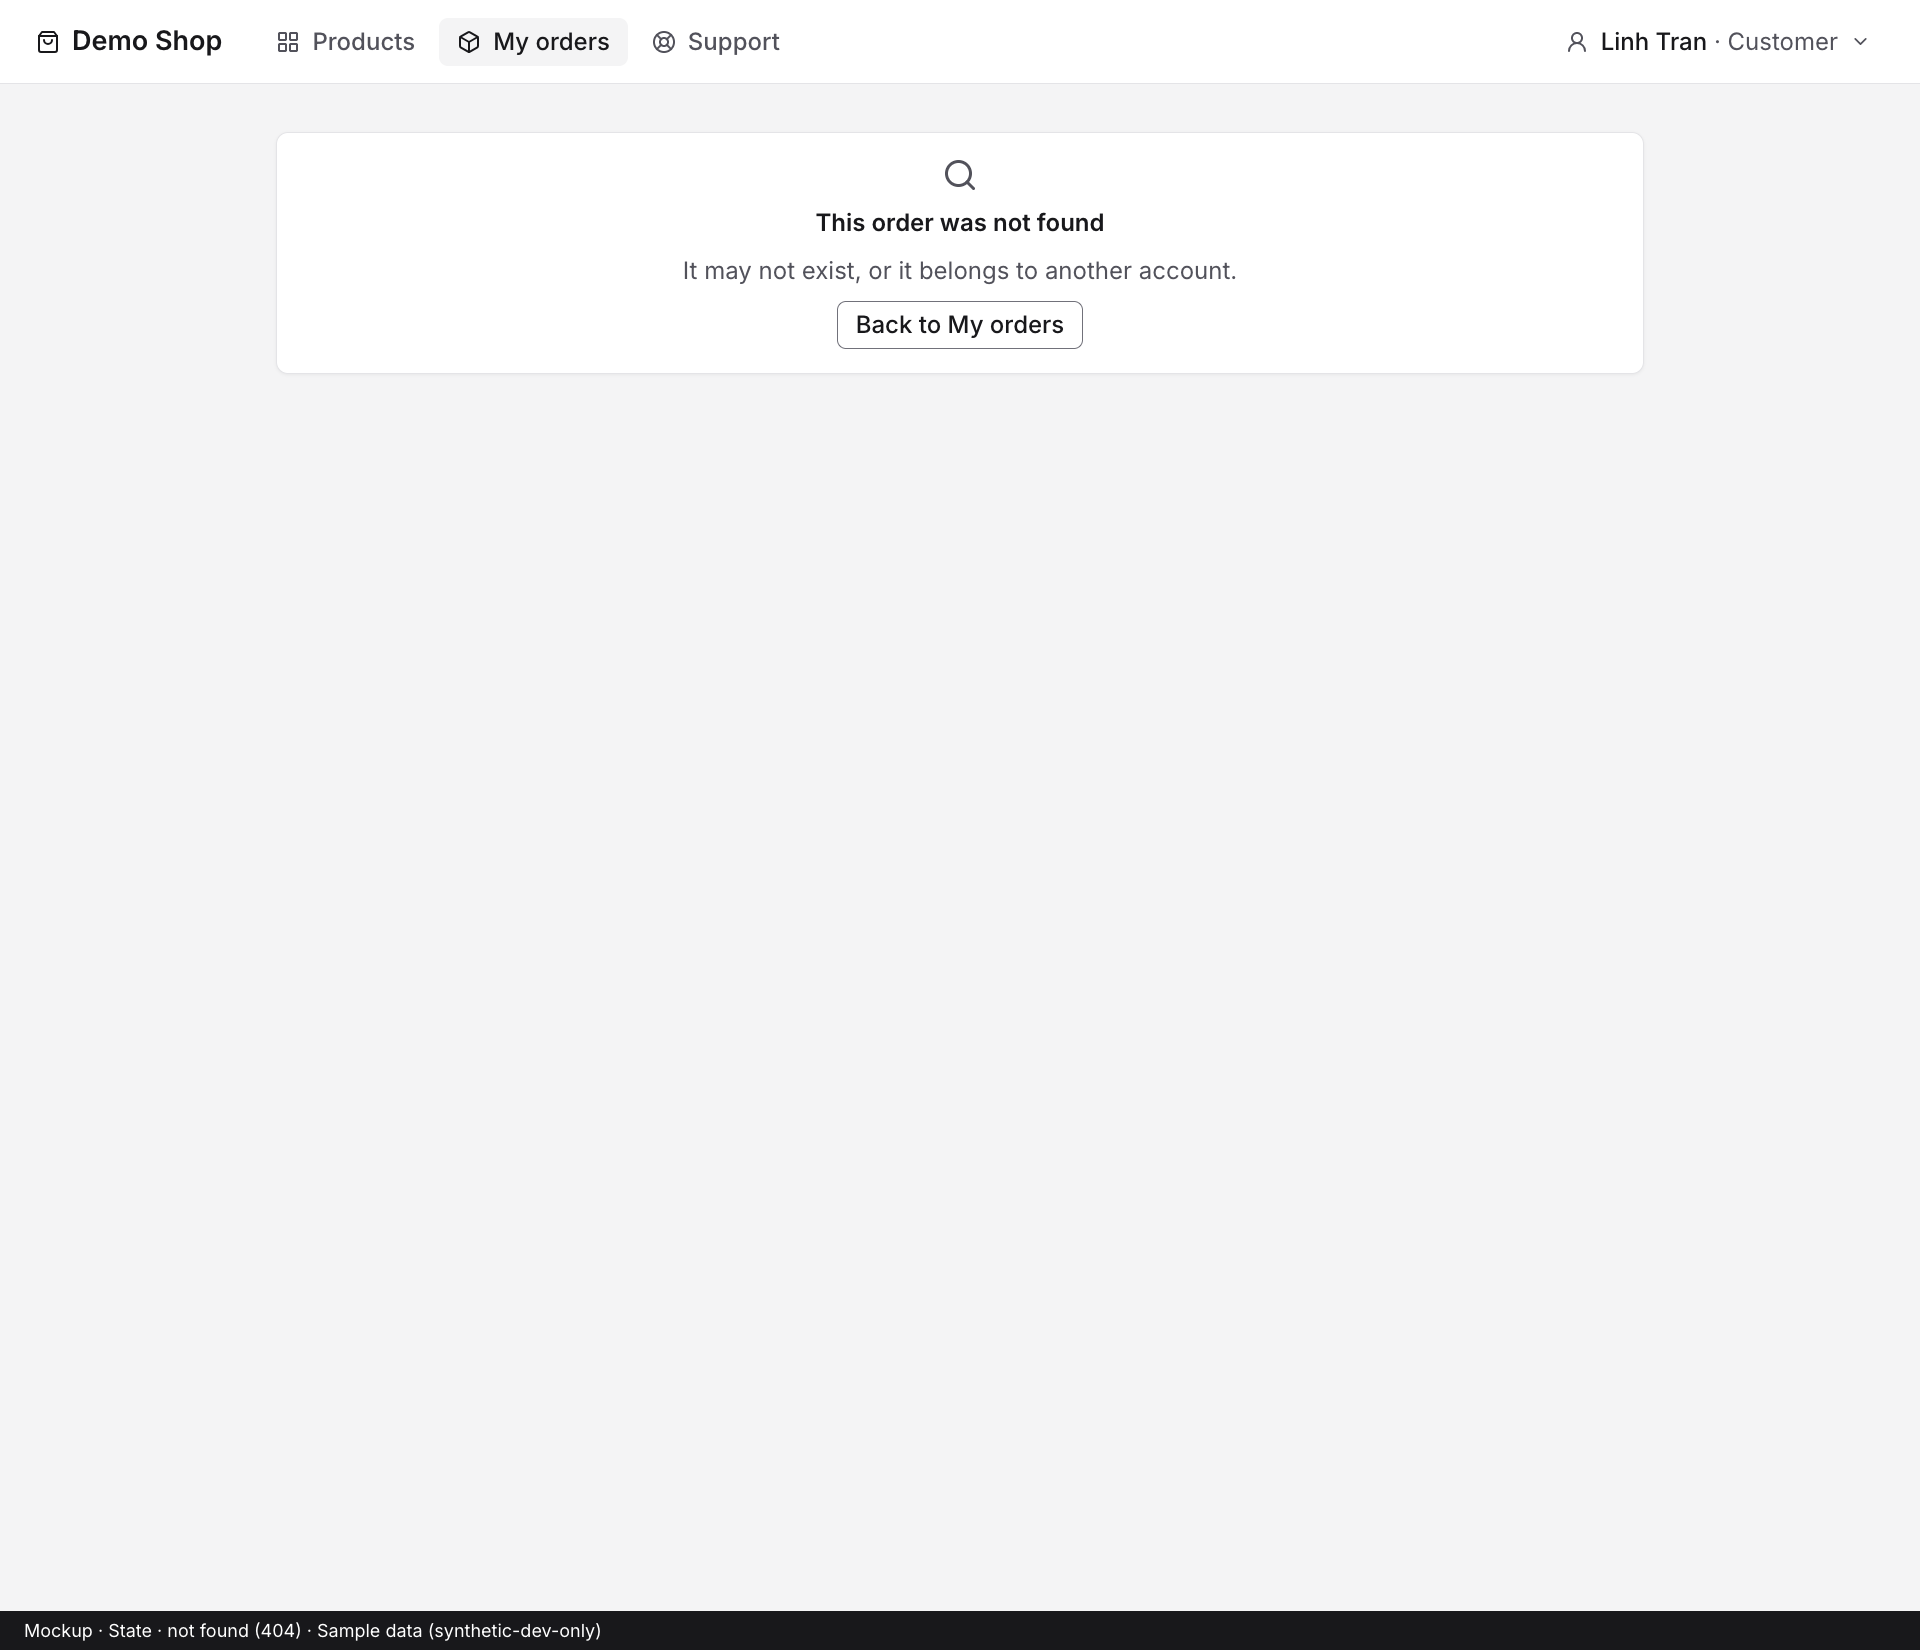 Demo Shop
Products
My orders
Support
Linh Tran · Customer
This order was not found
It may not exist, or it belongs to another account.
Back to My orders
Mockup · State · not found (404) · Sample data (synthetic-dev-only)